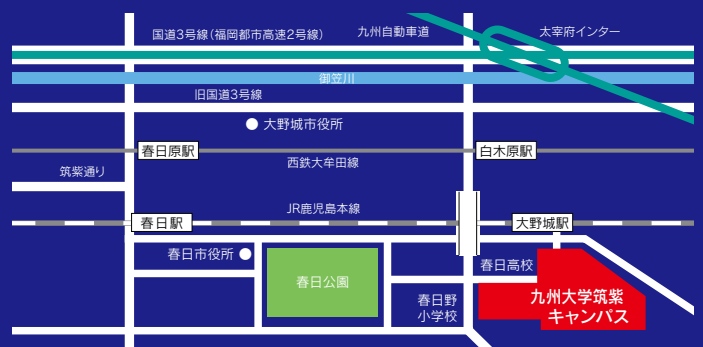 国道3号線(福岡都市高速2号線)
九州自動車道
太宰府インター
御笠川
旧国道3号線
大野城市役所
春日原駅
白木原駅
西鉄大牟田線
筑紫通り
JR鹿児島本線
春日駅
大野城駅
春日市役所
春日高校
春日公園
春日野
小学校
九州大学筑紫
キャンパス